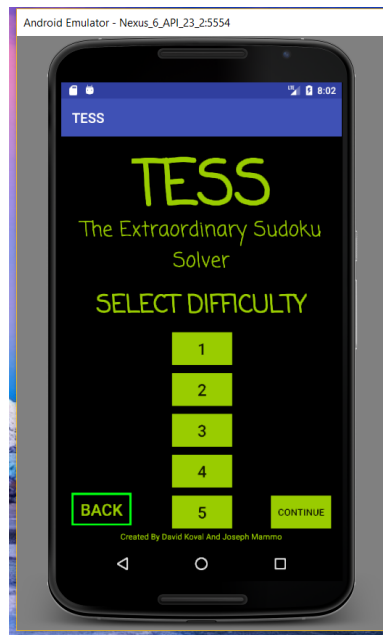 Android Emulator - Nexus_6_API_23_2:5554
LTE 8:02
TESS
TESS
The Extraordinary Sudoku
Solver
SELECT DIFFICULTY
1
2
3
4
BACK 5 CONTINUE
Created By David Koval And Joseph Mammo